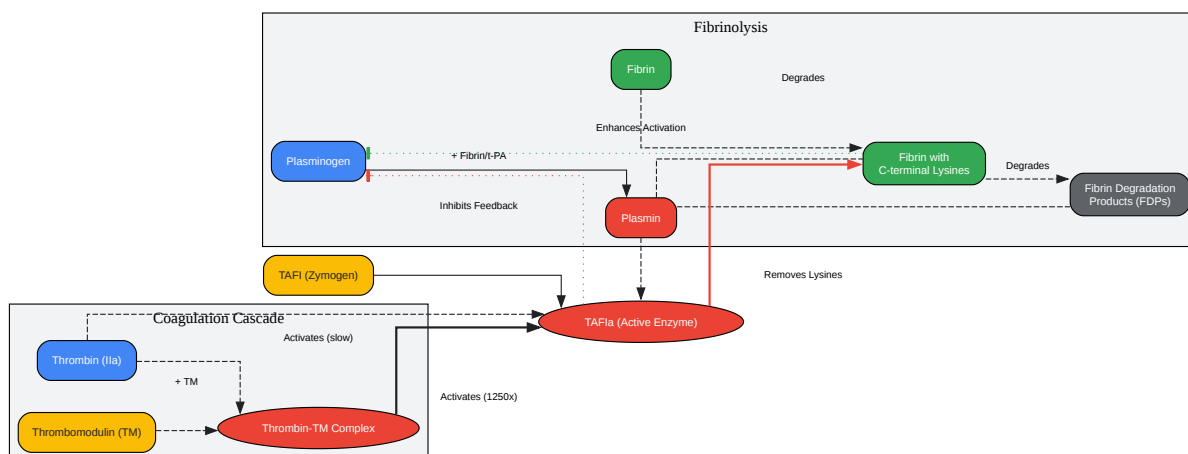 Fibrinolysis
Fibrin
Degrades
Enhances Activation
Plasminogen
+ Fibrin/t-PA
Fibrin with
C-terminal Lysines
Degrades
Fibrin Degradation
Products (FDPs)
Inhibits Feedback
Plasmin
TAFI (Zymogen)
Removes Lysines
Coagulation Cascade
TAFIa (Active Enzyme)
Activates (slow)
Thrombin (IIa)
+ TM
Activates (1250x)
Thrombomodulin (TM)
Thrombin-TM Complex